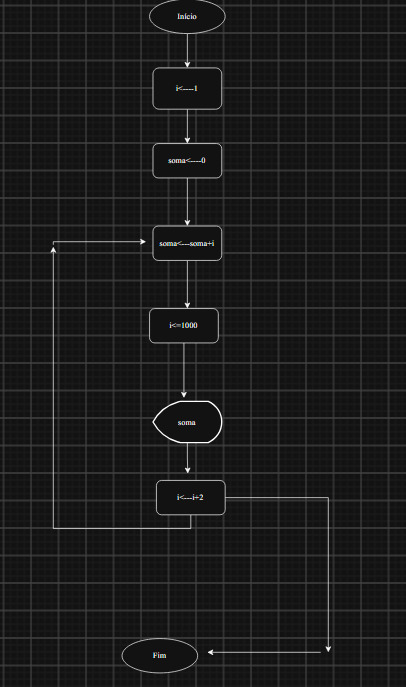 Início
i<----1
soma<----0
soma<---soma+i
i<=1000
soma
i<---i+2
Fim